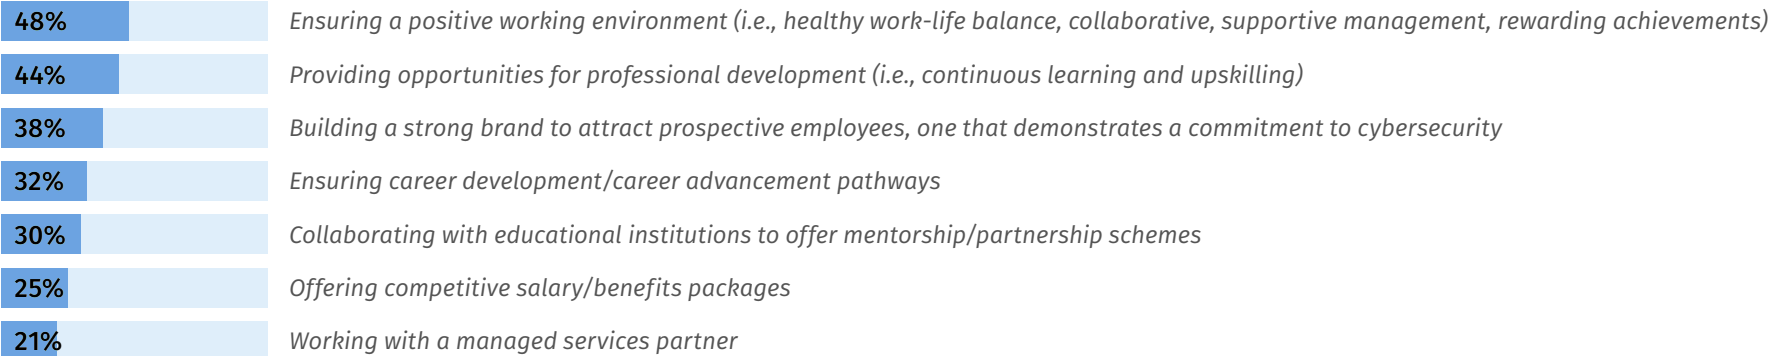 48% Ensuring a positive working environment (i.e., healthy work-life balance, collaborative, supportive management, rewarding achievements)
44% Providing opportunities for professional development (i.e., continuous learning and upskilling)
38% Building a strong brand to attract prospective employees, one that demonstrates a commitment to cybersecurity
32% Ensuring career development/career advancement pathways
30% Collaborating with educational institutions to offer mentorship/partnership schemes
25% Offering competitive salary/benefits packages
21% Working with a managed services partner